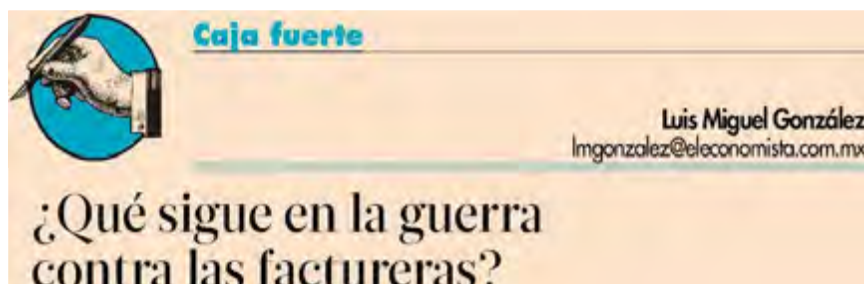 Caja fuerte
Luis Miguel González
lmgonzalez@eleconomista.com.mx
¿Qué sigue en la guerra
contra las factureras?